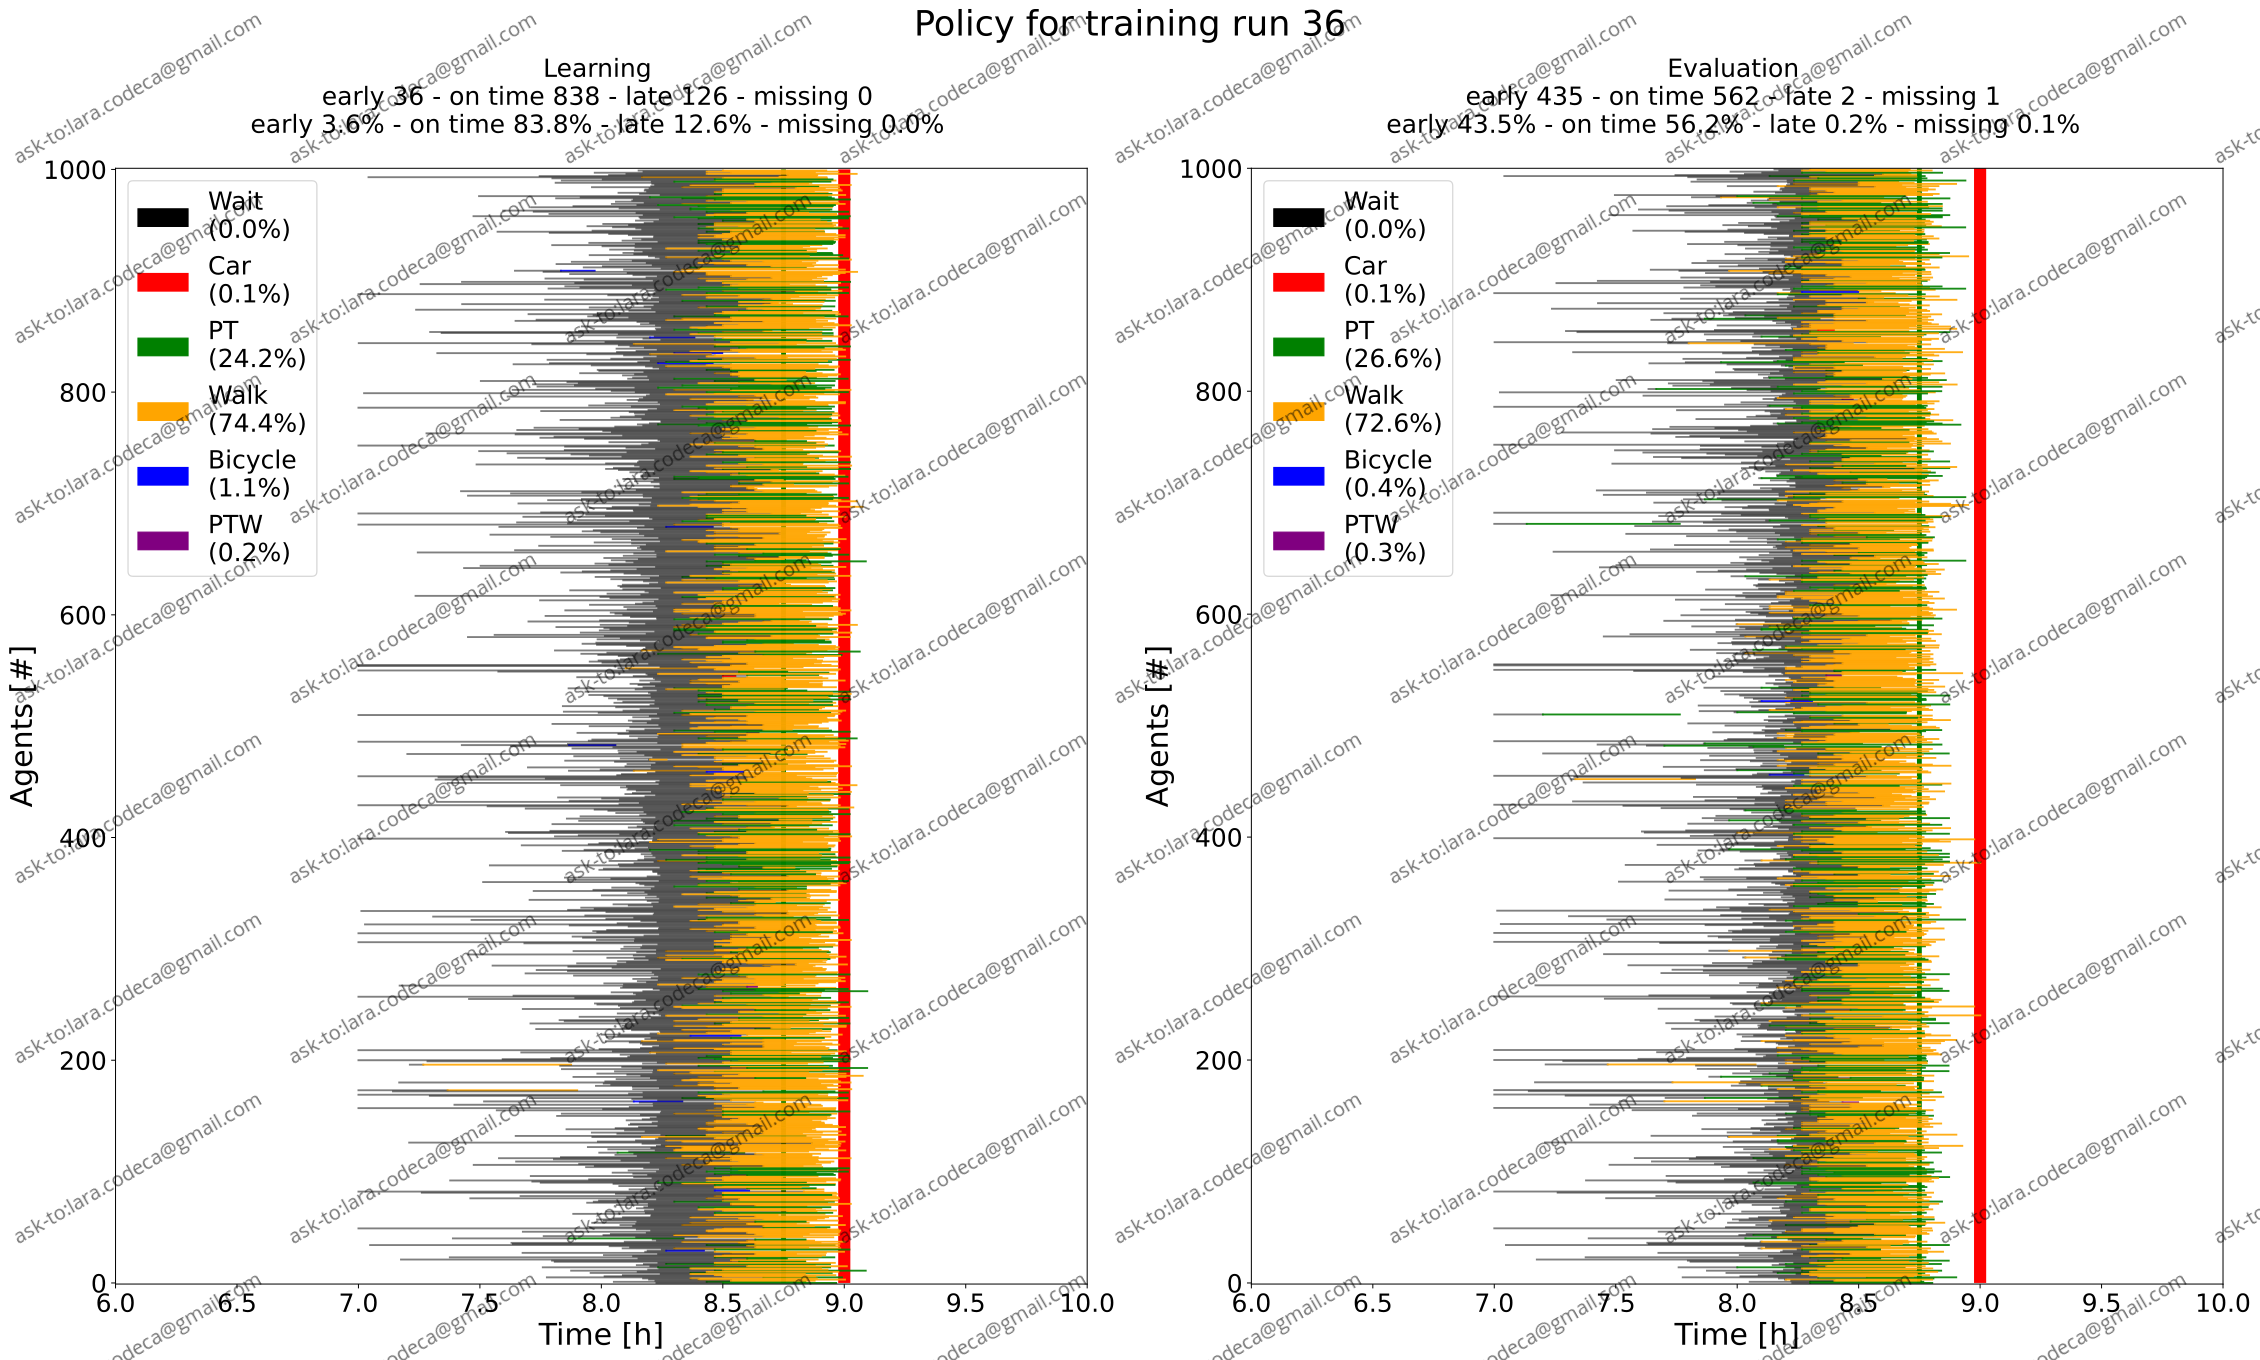 Policy for training run 36
Learning
early 36 - on time 838 - late 126 - missing 0
early 3.6% - on time 83.8% - late 12.6% - missing 0.0%
Evaluation
early 435 - on time 562 - late 2 - missing 1
early 43.5% - on time 56.2% - late 0.2% - missing 0.1%
1000
800
600
400
200
0
Agents [#]
Wait
(0.0%)
Car
(0.1%)
PT
(24.2%)
Walk
(74.4%)
Bicycle
(1.1%)
PTW
(0.2%)
6.0 6.5 7.0 7.5 8.0 8.5 9.0 9.5 10.0
Time [h]
1000
800
600
400
200
0
Agents [#]
Wait
(0.0%)
Car
(0.1%)
PT
(26.6%)
Walk
(72.6%)
Bicycle
(0.4%)
PTW
(0.3%)
6.0 6.5 7.0 7.5 8.0 8.5 9.0 9.5 10.0
Time [h]
ask-to:lara.codeca@gmail.com